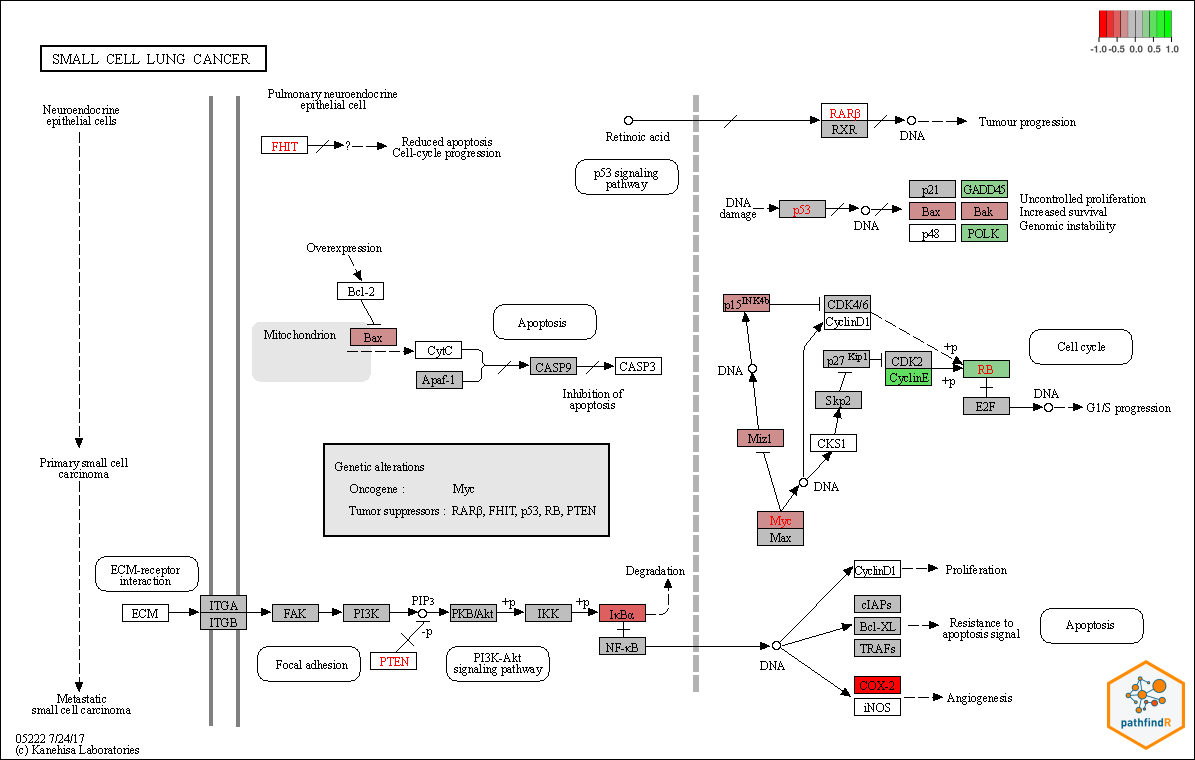 -1.0 -0.5 0.0 0.5 1.0
SMALL CELL LUNG CANCER
Neuroendocrine
epithelial cells
Pulmonary neuroendocrine
epithelial cell
FHIT
?
Reduced apoptosis
Cell-cycle progression
Retinoic acid
RARβ
RXR
DNA
Tumour progression
p53 signaling
pathway
DNA
damage
p53
DNA
p21
GADD45
Bax
Bak
p48
POLK
Uncontrolled proliferation
Increased survival
Genomic instability
Overexpression
Bcl-2
Mitochondrion
Bax
Apoptosis
CytC
Apaf-1
CASP9
CASP3
Inhibition of
apoptosis
p15INK4b
CDK4/6
CyclinD1
Cell cycle
DNA
p27 Kip1
CDK2
CyclinE
+p
+p
RB
Skp2
E2F
DNA
G1/S progression
Miz1
CKS1
DNA
Myc
Max
Primary small cell
carcinoma
Genetic alterations
Oncogene : Myc
Tumor suppressors : RARβ, FHIT, p53, RB, PTEN
ECM-receptor
interaction
ECM
ITGA
ITGB
FAK
PI3K
PIP3
-p
PTEN
PKB/Akt
+p
IKK
+p
IκBα
NF-κB
Degradation
Focal adhesion
PI3K-Akt
signaling pathway
DNA
CyclinD1
Proliferation
cIAPs
Bcl-XL
TRAFs
Resistance to
apoptosis signal
Apoptosis
COX-2
iNOS
Angiogenesis
Metastatic
small cell carcinoma
05222 7/24/17
(c) Kanehisa Laboratories
pathfindR